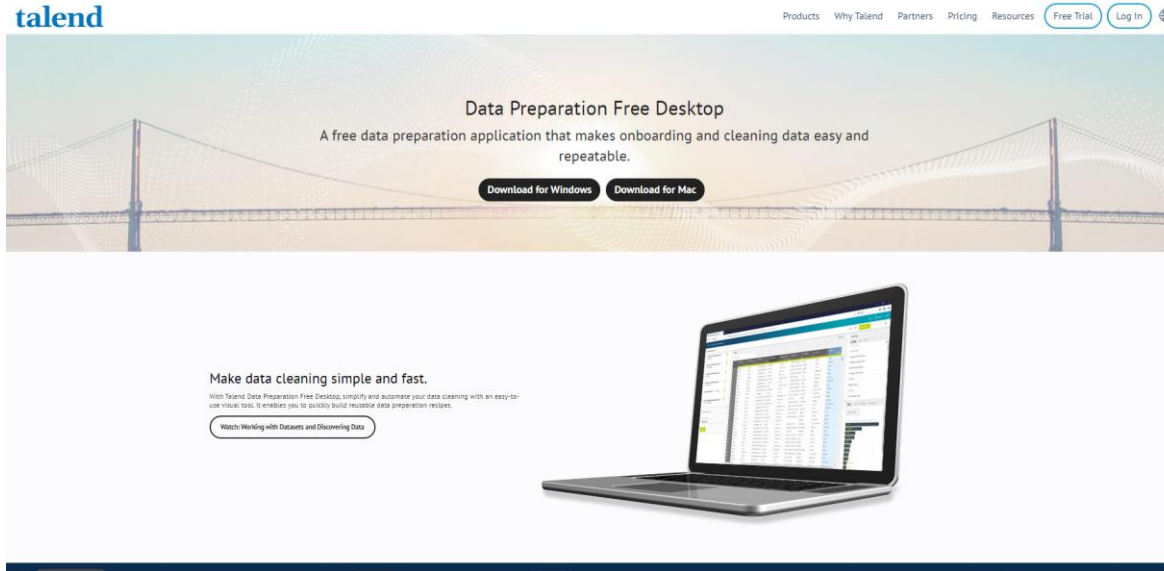 talend
Products Why Talend Partners Pricing Resources Free Trial Log In
Data Preparation Free Desktop
A free data preparation application that makes onboarding and cleaning data easy and
repeatable.
Download for Windows Download for Mac
Make data cleaning simple and fast.
With Talend Data Preparation Free Desktop, simplify and automate your data cleaning with an easy-to-
use visual tool. It enables you to quickly build reusable data preparation recipes.
Watch: Working with Datasets and Discovering Data